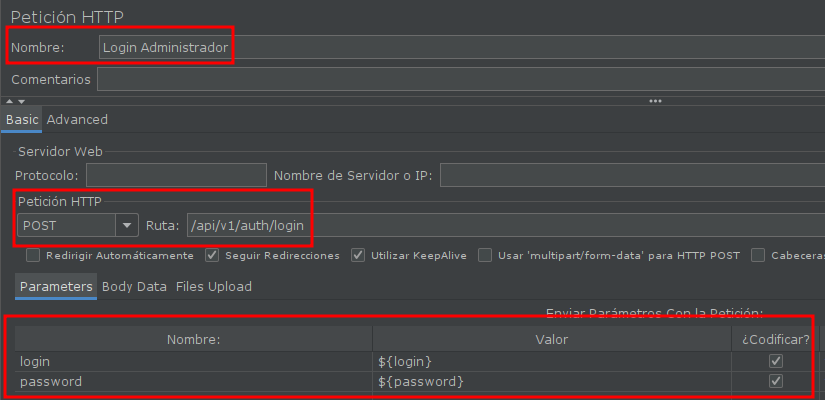 Petición HTTP
Nombre: Login Administrador
Comentarios
Basic Advanced
Servidor Web
Protocolo: Nombre de Servidor o IP:
Petición HTTP
POST Ruta: /api/v1/auth/login
Redirigir Automáticamente Seguir Redirecciones Utilizar KeepAlive Usar 'multipart/form-data' para HTTP POST Cabeceras
Parameters Body Data Files Upload
Enviar Parámetros Con la Petición:
Nombre: Valor ¿Codificar?
login ${login}
password ${password}